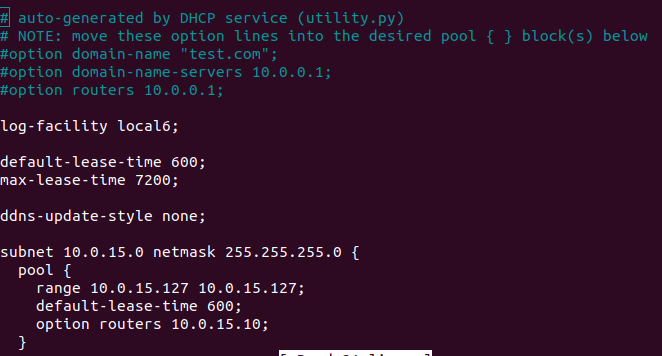 # auto-generated by DHCP service (utility.py)
# NOTE: move these option lines into the desired pool { } block(s) below
#option domain-name "test.com";
#option domain-name-servers 10.0.0.1;
#option routers 10.0.0.1;
log-facility local6;
default-lease-time 600;
max-lease-time 7200;
ddns-update-style none;
subnet 10.0.15.0 netmask 255.255.255.0 {
  pool {
    range 10.0.15.127 10.0.15.127;
    default-lease-time 600;
    option routers 10.0.15.10;
  }